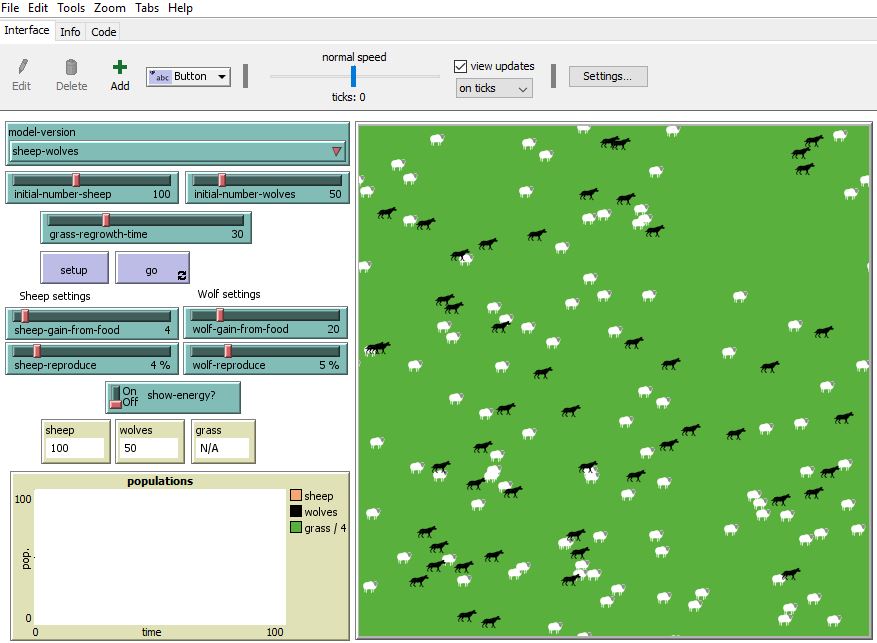 File Edit Tools Zoom Tabs Help
Interface Info Code
normal speed
Edit Delete Add abc Button view updates
on ticks Settings...
ticks: 0
model-version
sheep-wolves
initial-number-sheep 100 initial-number-wolves 50
grass-regrowth-time 30
setup go
Sheep settings Wolf settings
sheep-gain-from-food 4 wolf-gain-from-food 20
sheep-reproduce 4 % wolf-reproduce 5 %
On
Off show-energy?
sheep wolves grass
100 50 N/A
populations
100
pop.
0
0 time 100
sheep
wolves
grass / 4